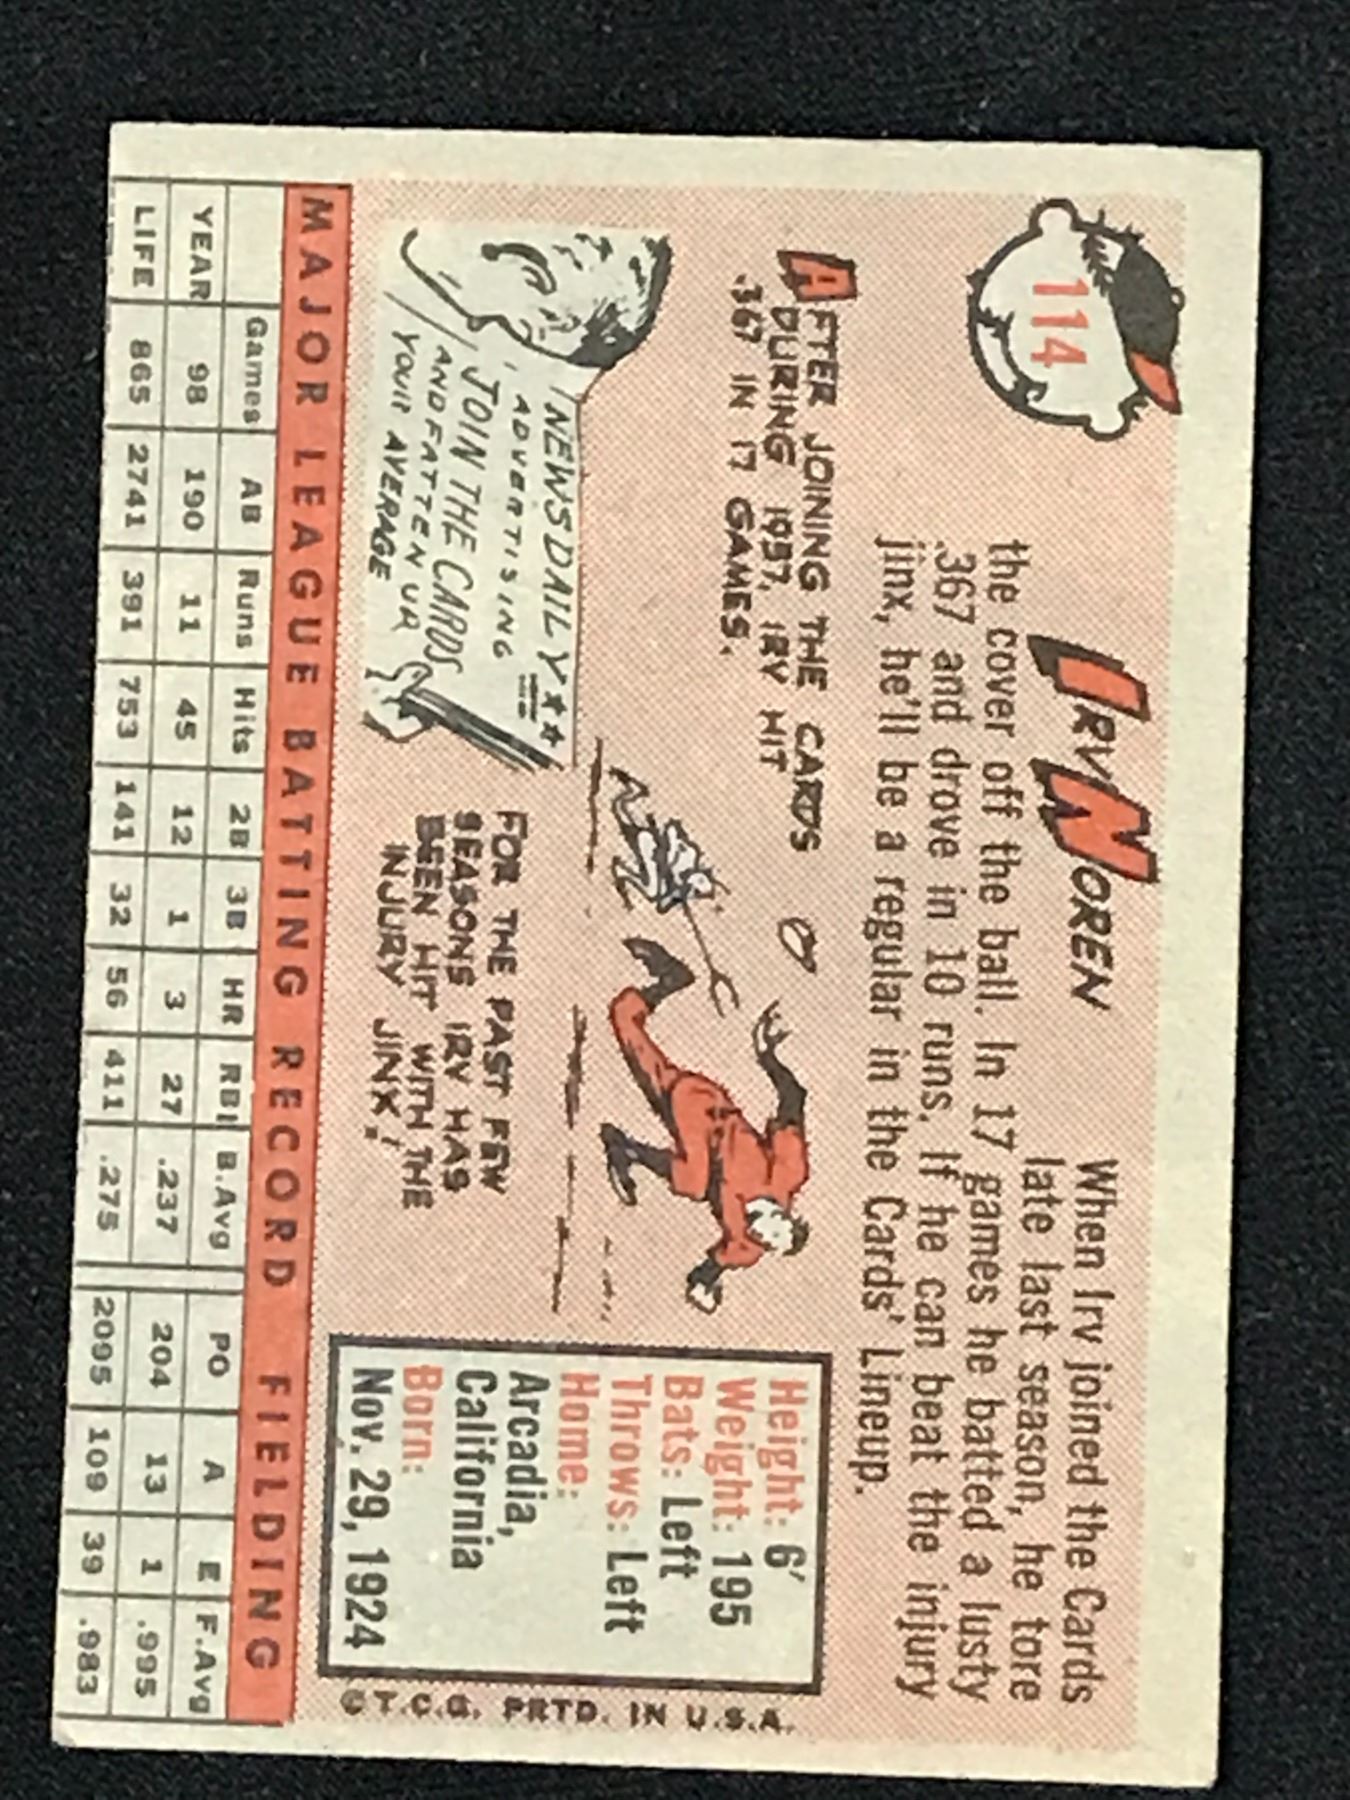 114
IRV NOREN
When Irv joined the Cards
late last season, he tore
the cover off the ball. In 17 games he batted a lusty
.367 and drove in 10 runs. If he can beat the injury
jinx, he'll be a regular in the Cards' Lineup.
AFTER JOINING THE CARDS
DURING 1957, IRV HIT
.367 IN 17 GAMES.
NEWS DAILY
ADVERTISING
JOIN THE CARDS
AND FATTEN UP
YOUR AVERAGE
FOR THE PAST FEW
SEASONS IRV HAS
BEEN HIT WITH THE
INJURY JINX!
Height: 6'
Weight: 195
Bats: Left
Throws: Left
Home:
Arcadia,
California
Born:
Nov. 29, 1924
©T.C.G. PRTD. IN U.S.A.
MAJOR LEAGUE BATTING RECORD FIELDING
Games AB Runs Hits 2B 3B HR RBI B.Avg PO A E F.Avg
YEAR 98 190 11 45 12 1 3 27 .237 204 13 1 .995
LIFE 865 2741 391 753 141 32 56 411 .275 2095 109 39 .983